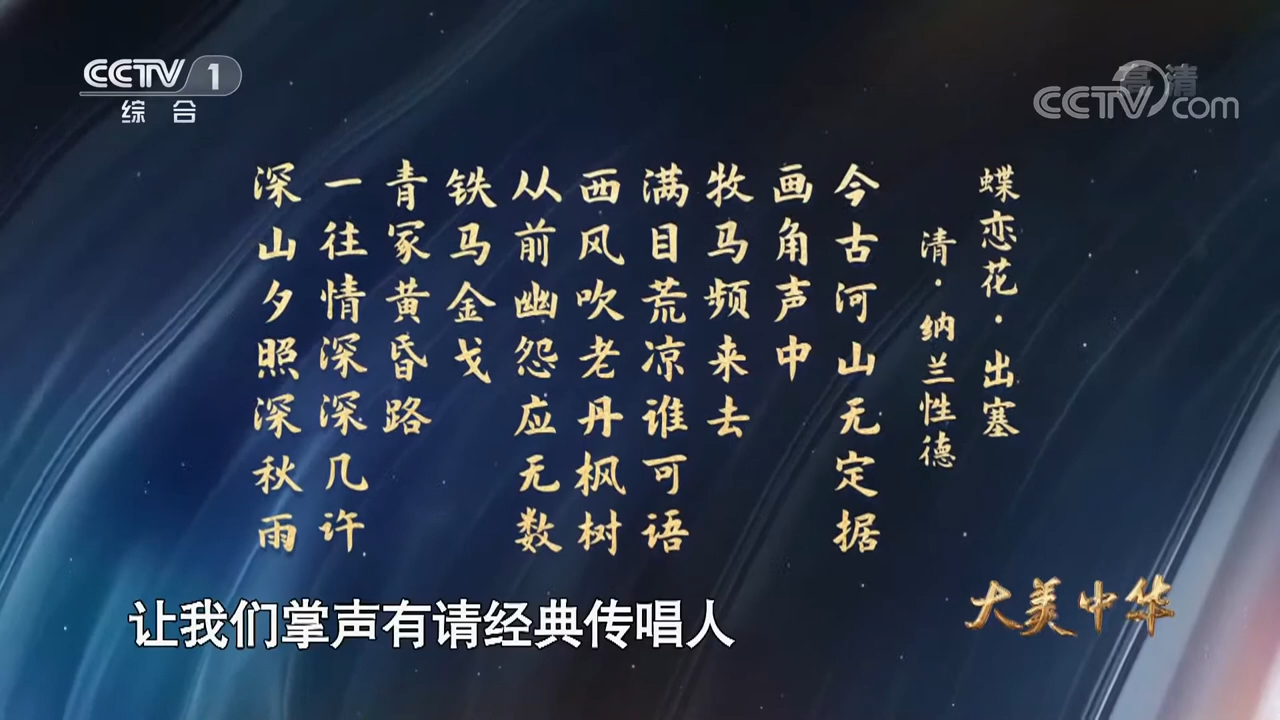 CCTV 1
综合
高清
CCTV.com
蝶恋花·出塞
清·纳兰性德
今古河山无定据
画角声中
牧马频来去
满目荒凉谁可语
西风吹老丹枫树
从前幽怨应无数
铁马金戈
青冢黄昏路
一往情深深几许
深山夕照深秋雨
让我们掌声有请经典传唱人
大美中华